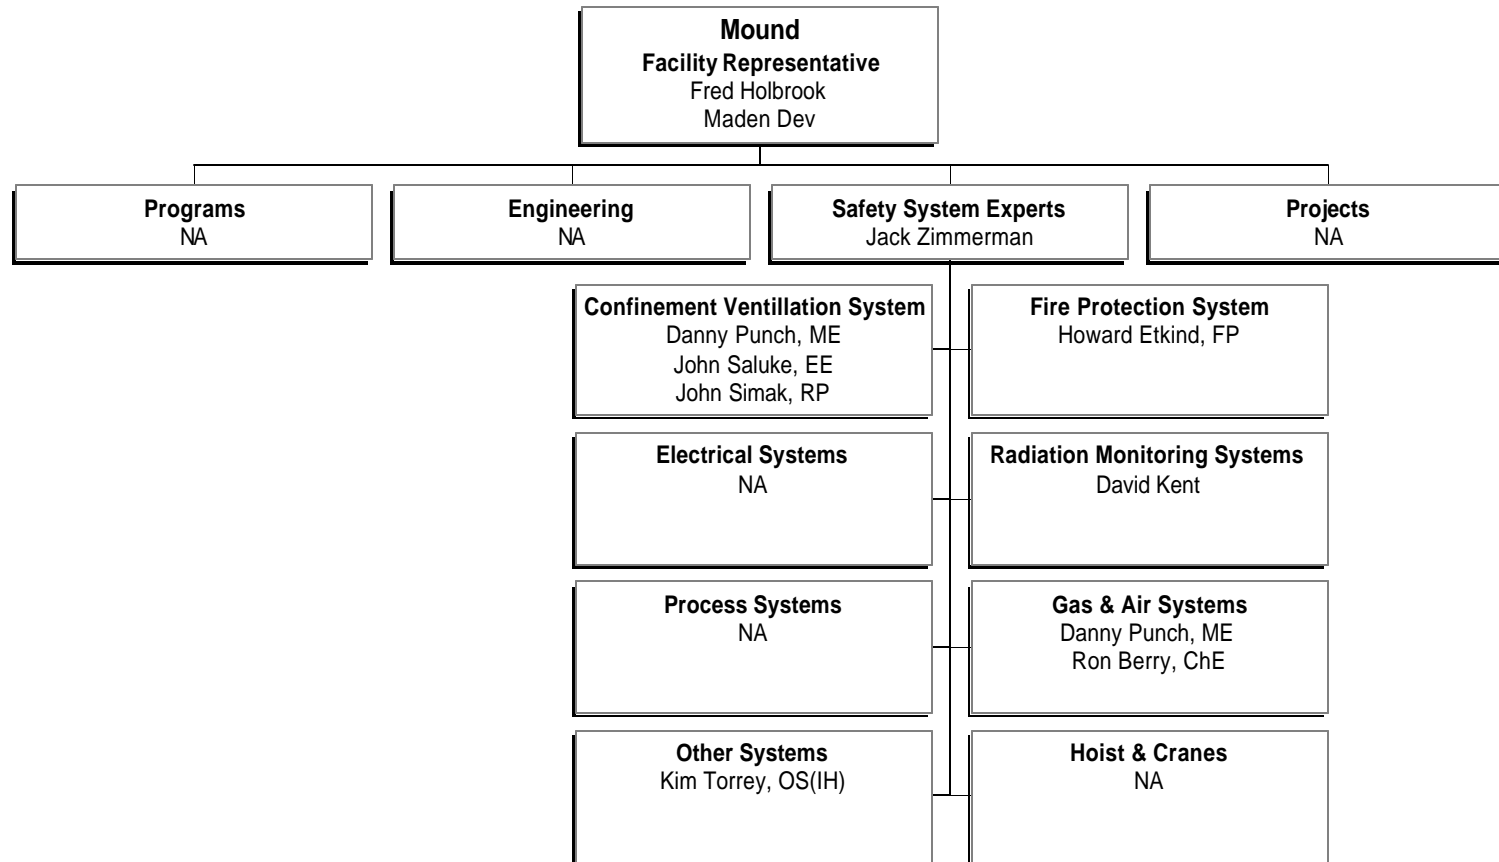 Mound
Facility Representative
Fred Holbrook
Maden Dev
Programs
NA
Engineering
NA
Safety System Experts
Jack Zimmerman
Projects
NA
Confinement Ventillation System
Danny Punch, ME
John Saluke, EE
John Simak, RP
Fire Protection System
Howard Etkind, FP
Electrical Systems
NA
Radiation Monitoring Systems
David Kent
Process Systems
NA
Gas & Air Systems
Danny Punch, ME
Ron Berry, ChE
Other Systems
Kim Torrey, OS(IH)
Hoist & Cranes
NA